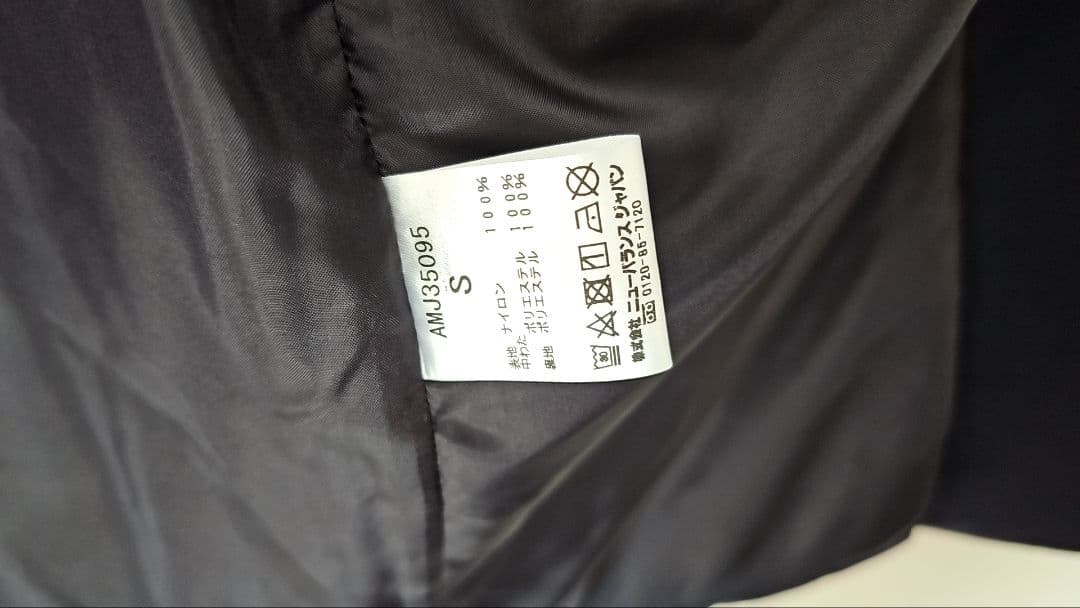 AMJ35095
S
表地 ナイロン 100%
中わた ポリエステル 100%
裏地 ポリエステル 100%
30
株式会社 ニューバランス ジャパン
0120-85-7120